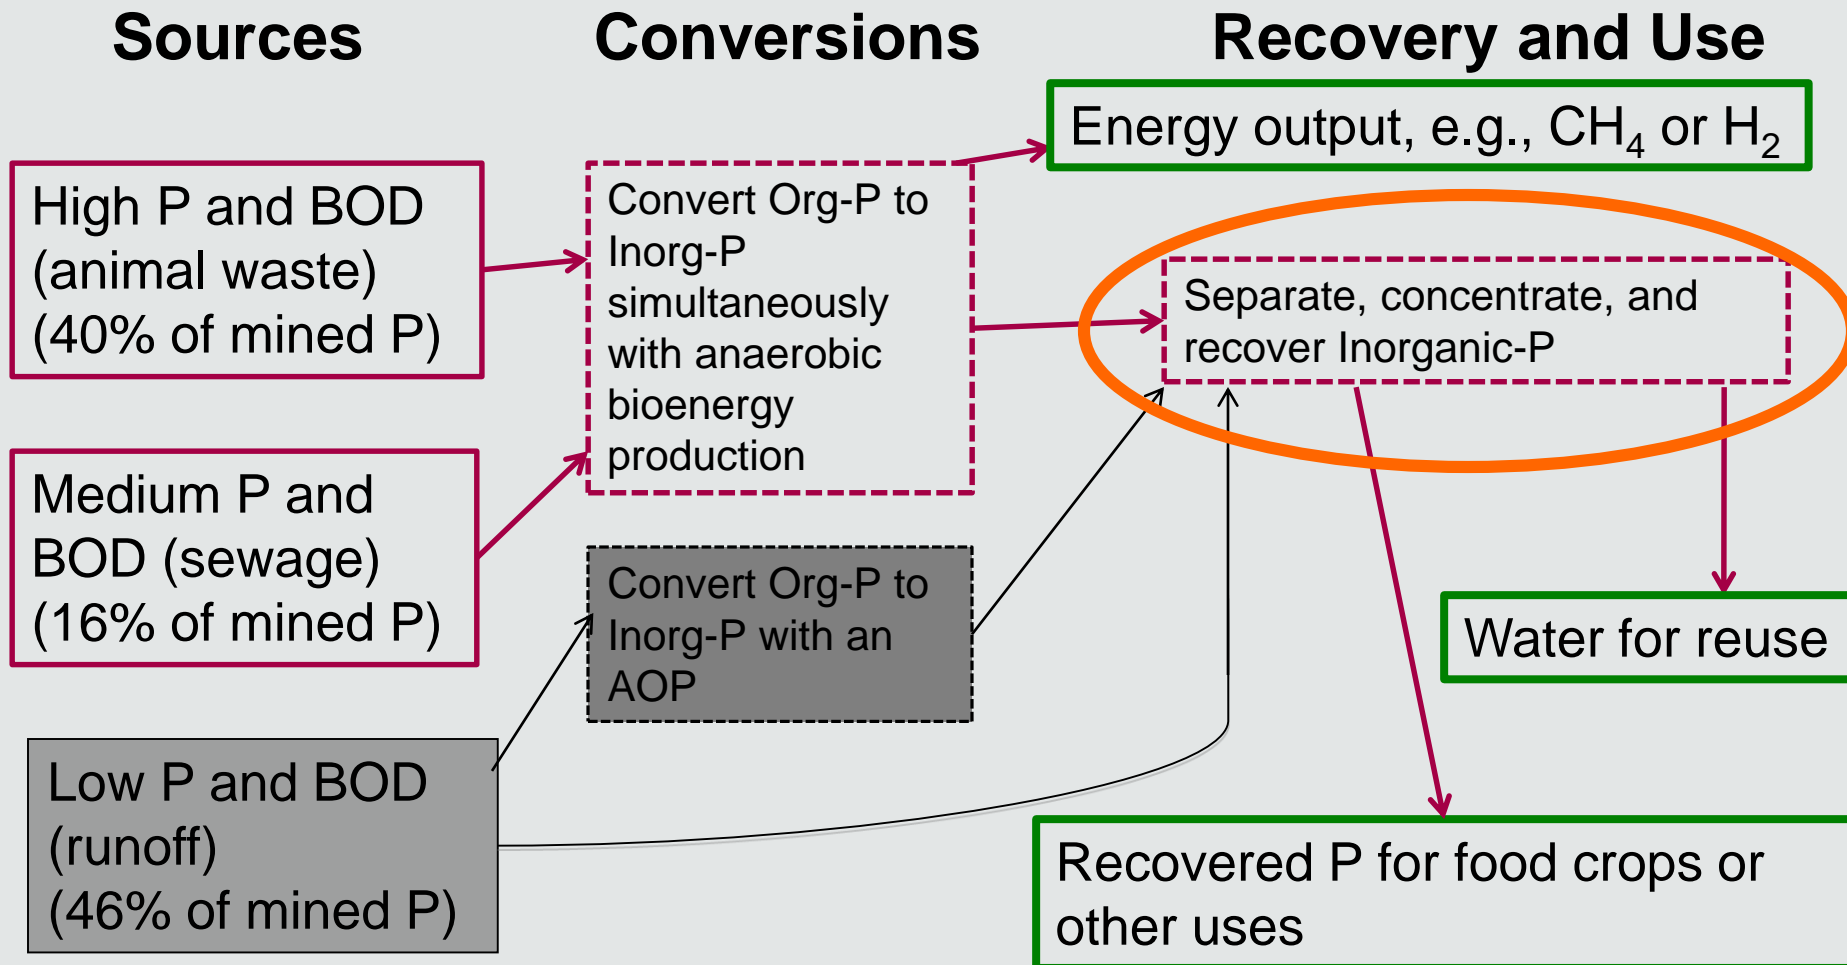 Sources
Conversions
Recovery and Use
High P and BOD
(animal waste)
(40% of mined P)
Medium P and
BOD (sewage)
(16% of mined P)
Low P and BOD
(runoff)
(46% of mined P)
Convert Org-P to
Inorg-P
simultaneously
with anaerobic
bioenergy
production
Convert Org-P to
Inorg-P with an
AOP
Energy output, e.g., CH₄ or H₂
Separate, concentrate, and
recover Inorganic-P
Water for reuse
Recovered P for food crops or
other uses